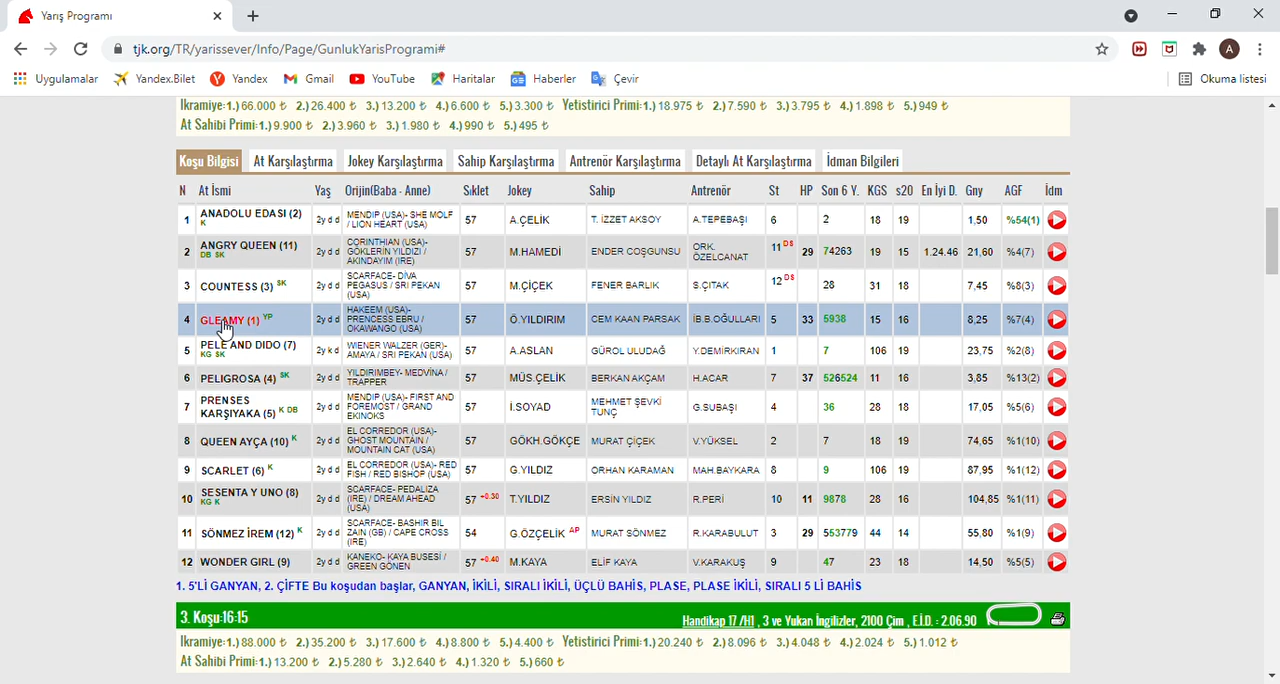 Yarış Programı
tjk.org/TR/yarissever/Info/Page/GunlukYarisProgrami#
A
Uygulamalar Yandex.Bilet Yandex Gmail YouTube Haritalar Haberler Çevir Okuma listesi
İkramiye:1.) 66.000 ₺ 2.) 26.400 ₺ 3.) 13.200 ₺ 4.) 6.600 ₺ 5.) 3.300 ₺ Yetistirici Primi:1.) 18.975 ₺ 2.) 7.590 ₺ 3.) 3.795 ₺ 4.) 1.898 ₺ 5.) 949 ₺
At Sahibi Primi:1.) 9.900 ₺ 2.) 3.960 ₺ 3.) 1.980 ₺ 4.) 990 ₺ 5.) 495 ₺
Koşu Bilgisi At Karşılaştırma Jokey Karşılaştırma Sahip Karşılaştırma Antrenör Karşılaştırma Detaylı At Karşılaştırma İdman Bilgileri
N At İsmi Yaş Orijin(Baba - Anne) Sıklet Jokey Sahip Antrenör St HP Son 6 Y. KGS s20 En İyi D. Gny AGF İdm
1 ANADOLU EDASI (2) K 2y d d MENDIP (USA)- SHE MOLF / LION HEART (USA) 57 A.ÇELİK T. İZZET AKSOY A.TEPEBAŞI 6 2 18 19 1,50 %54(1)
2 ANGRY QUEEN (11) DB SK 2y d d CORINTHIAN (USA)- GÖKLERİN YILDIZI / AKINDAYIM (IRE) 57 M.HAMEDİ ENDER COŞGUNSU ORK. ÖZELCANAT 11 DS 29 74263 19 15 1.24.46 21,60 %4(7)
3 COUNTESS (3) SK 2y d d SCARFACE- DİVA PEGASUS / SRI PEKAN (USA) 57 M.ÇİÇEK FENER BARLIK S.ÇITAK 12 DS 28 31 18 7,45 %8(3)
4 GLEAMY (1) YP 2y d d HAKEEM (USA)- PRENCESS EBRU / OKAWANGO (USA) 57 Ö.YILDIRIM CEM KAAN PARSAK İB.B.OĞULLARI 5 33 5938 15 16 8,25 %7(4)
5 PELE AND DIDO (7) KG SK 2y k d WIENER WALZER (GER)- AMAYA / SRI PEKAN (USA) 57 A.ASLAN GÜROL ULUDAĞ Y.DEMİRKIRAN 1 7 106 19 23,75 %2(8)
6 PELIGROSA (4) SK 2y d d YILDIRIMBEY- MEDVİNA / TRAPPER 57 MÜS.ÇELİK BERKAN AKÇAM H.ACAR 7 37 526524 11 16 3,85 %13(2)
7 PRENSES KARŞIYAKA (5) K DB 2y d d MENDIP (USA)- FIRST AND FOREMOST / GRAND EKINOKS 57 İ.SOYAD MEHMET ŞEVKİ TUNÇ G.SUBAŞI 4 36 28 18 17,05 %5(6)
8 QUEEN AYÇA (10) K 2y d d EL CORREDOR (USA)- GHOST MOUNTAIN / MOUNTAIN CAT (USA) 57 GÖKH.GÖKÇE MURAT ÇİÇEK V.YÜKSEL 2 7 18 19 74,65 %1(10)
9 SCARLET (6) K 2y d d EL CORREDOR (USA)- RED FISH / RED BISHOP (USA) 57 G.YILDIZ ORHAN KARAMAN MAH.BAYKARA 8 9 106 19 87,95 %1(12)
10 SESENTA Y UNO (8) KG K 2y d d SCARFACE- PEDALIZA (IRE) / DREAM AHEAD (USA) 57 +0.30 T.YILDIZ ERSİN YILDIZ R.PERİ 10 11 9878 28 16 104,85 %1(11)
11 SÖNMEZ İREM (12) K 2y d d SCARFACE- BASHIR BIL ZAIN (GB) / CAPE CROSS (IRE) 54 G.ÖZÇELİK AP MURAT SÖNMEZ R.KARABULUT 3 29 553779 44 14 55,80 %1(9)
12 WONDER GIRL (9) 2y d d KANEKO- KAYA BUSESİ / GREEN GÖNEN 57 +0.40 M.KAYA ELİF KAYA V.KARAKUŞ 9 47 23 18 14,50 %5(5)
1. 5'Lİ GANYAN, 2. ÇİFTE Bu koşudan başlar, GANYAN, İKİLİ, SIRALI İKİLİ, ÜÇLÜ BAHİS, PLASE, PLASE İKİLİ, SIRALI 5 Lİ BAHİS
3. Koşu:16:15 Handikap 17 /H1 , 3 ve Yukarı İngilizler, 2100 Çim , E.İ.D. : 2.06.90
İkramiye:1.) 88.000 ₺ 2.) 35.200 ₺ 3.) 17.600 ₺ 4.) 8.800 ₺ 5.) 4.400 ₺ Yetistirici Primi:1.) 20.240 ₺ 2.) 8.096 ₺ 3.) 4.048 ₺ 4.) 2.024 ₺ 5.) 1.012 ₺
At Sahibi Primi:1.) 13.200 ₺ 2.) 5.280 ₺ 3.) 2.640 ₺ 4.) 1.320 ₺ 5.) 660 ₺